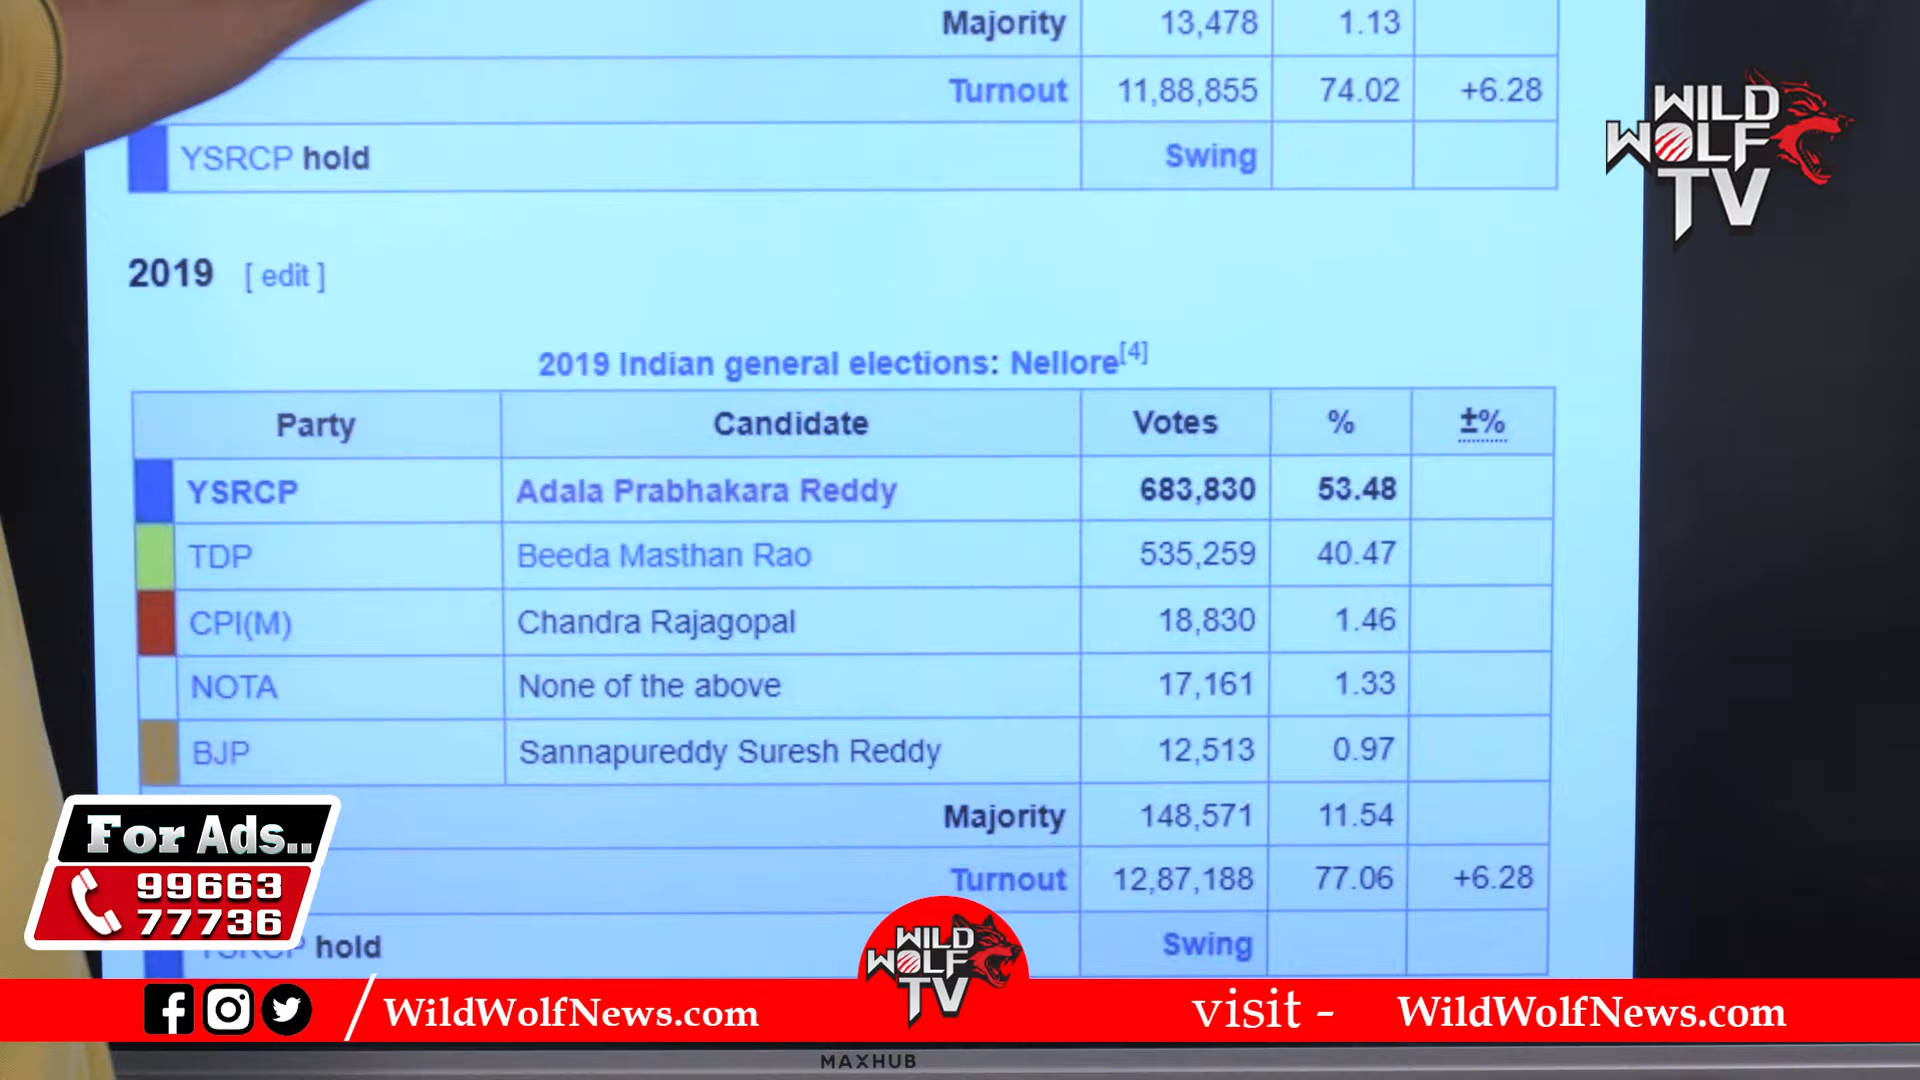 Majority 13,478 1.13
Turnout 11,88,855 74.02 +6.28
YSRCP hold Swing
WILD
WOLF
TV
2019 [ edit ]
2019 Indian general elections: Nellore[4]
Party Candidate Votes % ±%
YSRCP Adala Prabhakara Reddy 683,830 53.48
TDP Beeda Masthan Rao 535,259 40.47
CPI(M) Chandra Rajagopal 18,830 1.46
NOTA None of the above 17,161 1.33
BJP Sannapureddy Suresh Reddy 12,513 0.97
Majority 148,571 11.54
Turnout 12,87,188 77.06 +6.28
YSRCP hold Swing
For Ads..
99663
77736
WILD
WOLF
TV
WildWolfNews.com
visit - WildWolfNews.com
MAXHUB